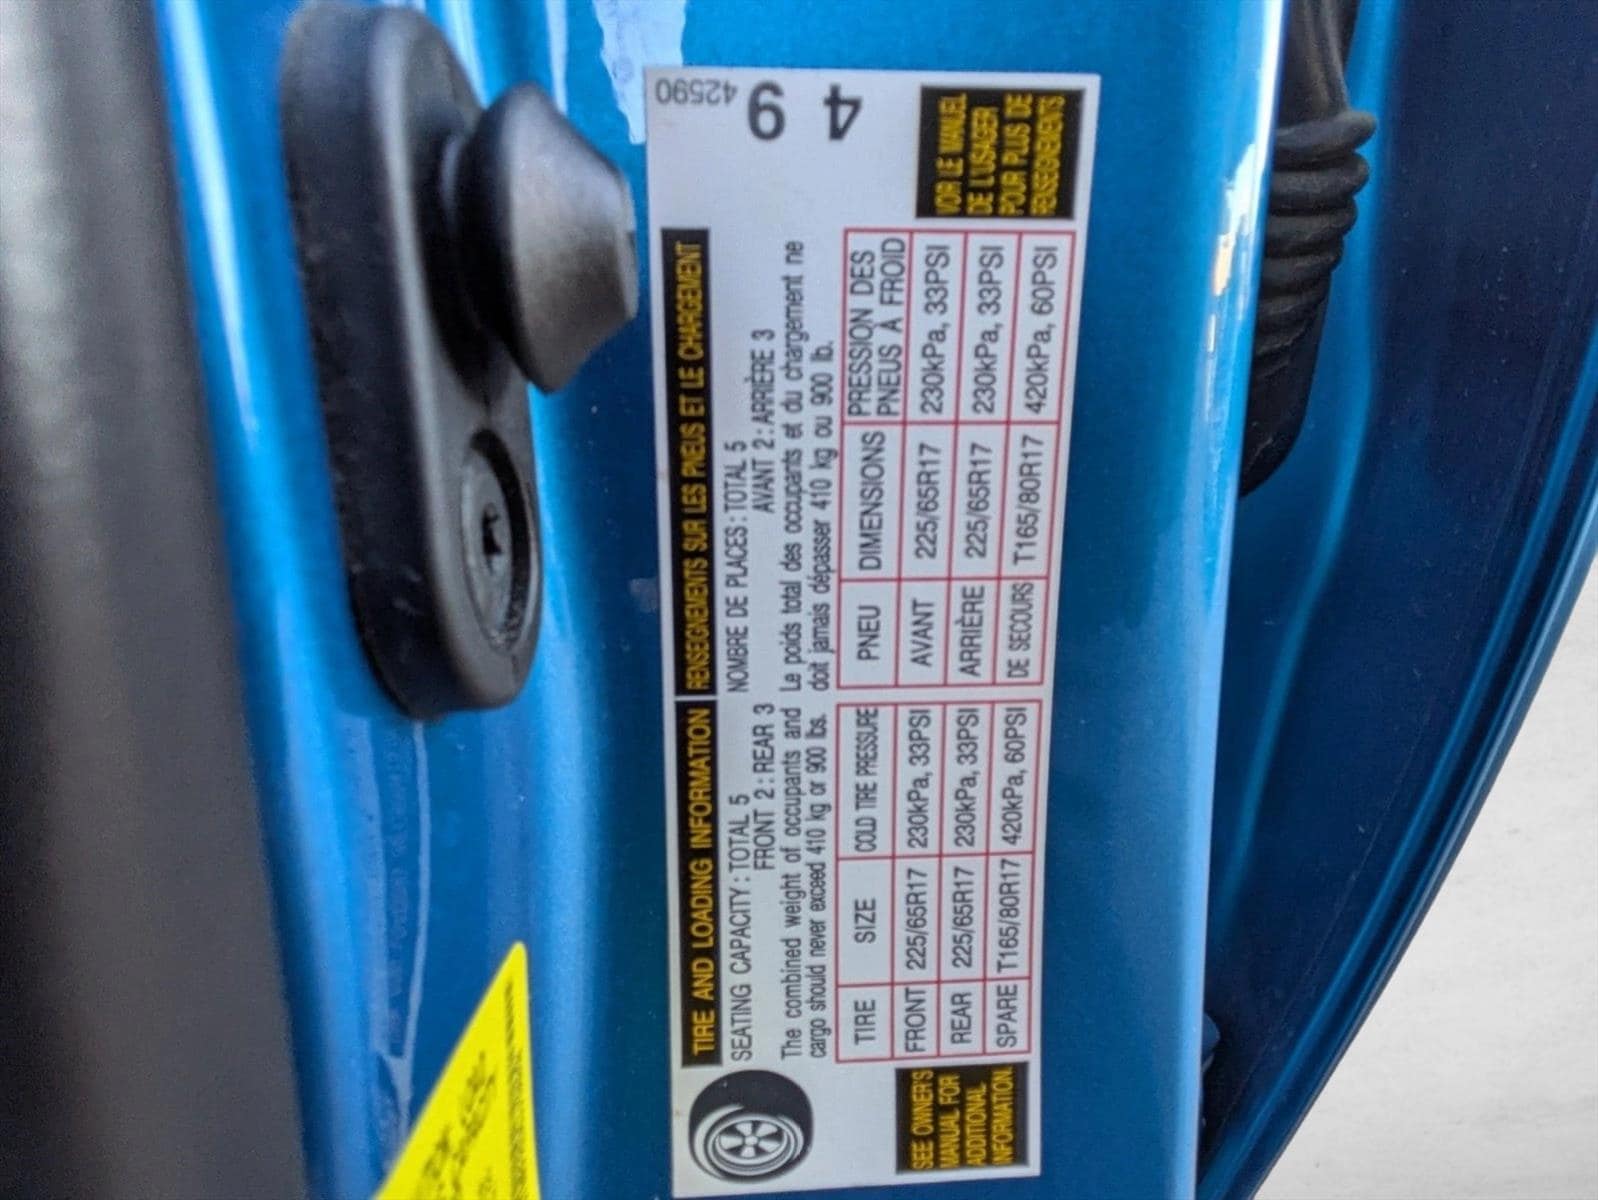 TIRE AND LOADING INFORMATION
SEATING CAPACITY : TOTAL 5
FRONT 2 : REAR 3
The combined weight of occupants and
cargo should never exceed 410 kg or 900 lbs.
TIRE SIZE COLD TIRE PRESSURE
FRONT 225/65R17 230kPa, 33PSI
REAR 225/65R17 230kPa, 33PSI
SPARE T165/80R17 420kPa, 60PSI
SEE OWNER'S
MANUAL FOR
ADDITIONAL
INFORMATION.
RENSEIGNEMENTS SUR LES PNEUS ET LE CHARGEMENT
NOMBRE DE PLACES : TOTAL 5
AVANT 2 : ARRIÈRE 3
Le poids total des occupants et du chargement ne
doit jamais dépasser 410 kg ou 900 lb.
PNEU DIMENSIONS PRESSION DES
PNEUS À FROID
AVANT 225/65R17 230kPa, 33PSI
ARRIÈRE 225/65R17 230kPa, 33PSI
DE SECOURS T165/80R17 420kPa, 60PSI
VOIR LE MANUEL
DE L'USAGER
POUR PLUS DE
RENSEIGNEMENTS
42590
9
4